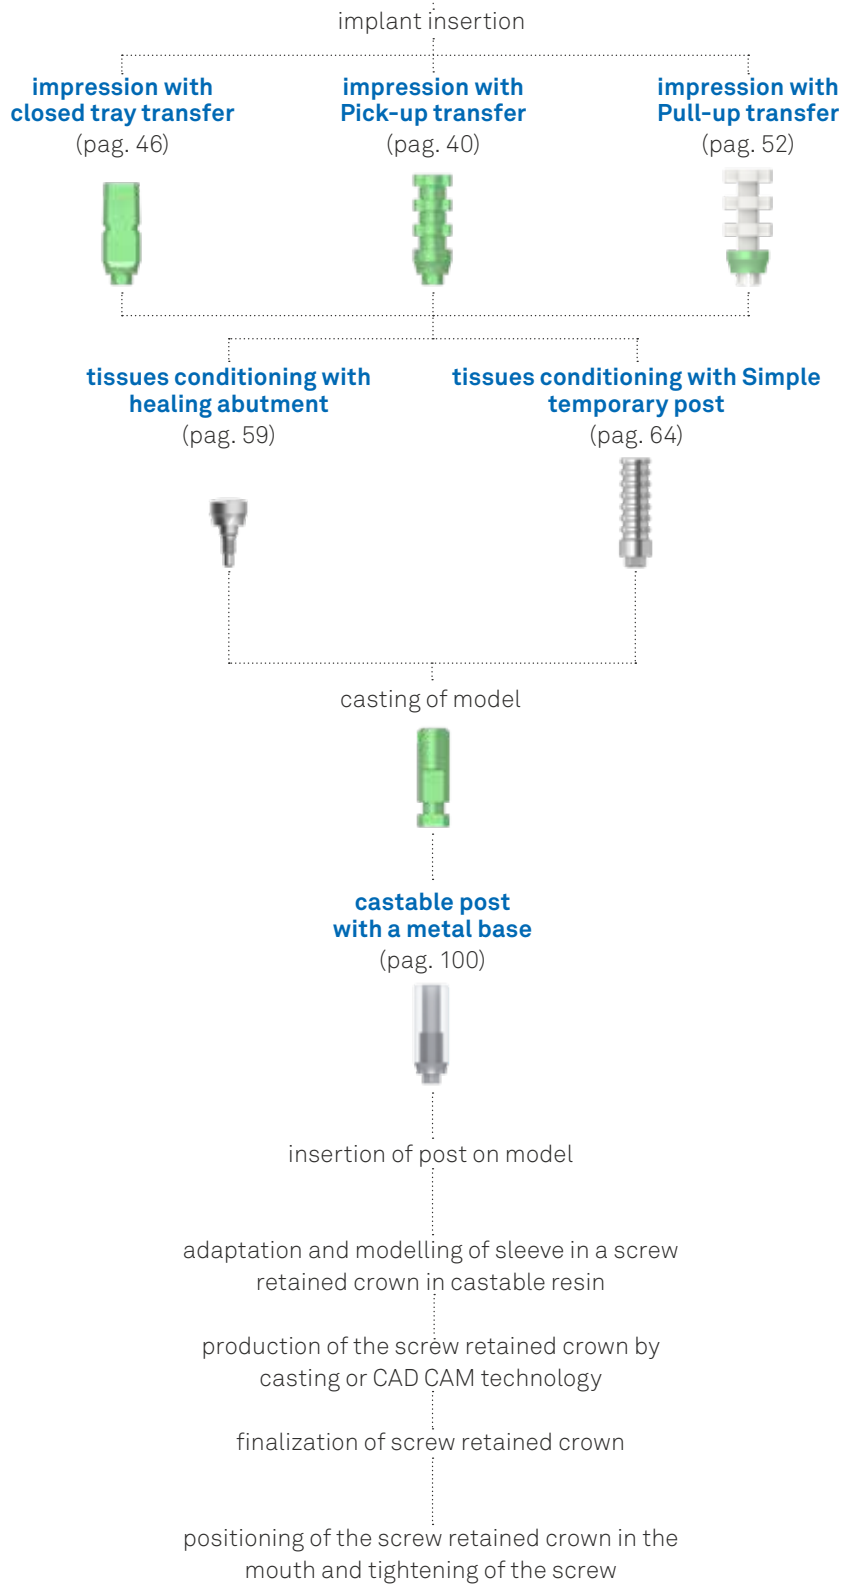 implant insertion
impression with
closed tray transfer
(pag. 46)
impression with
Pick-up transfer
(pag. 40)
impression with
Pull-up transfer
(pag. 52)
tissues conditioning with
healing abutment
(pag. 59)
tissues conditioning with Simple
temporary post
(pag. 64)
casting of model
castable post
with a metal base
(pag. 100)
insertion of post on model
adaptation and modelling of sleeve in a screw
retained crown in castable resin
production of the screw retained crown by
casting or CAD CAM technology
finalization of screw retained crown
positioning of the screw retained crown in the
mouth and tightening of the screw